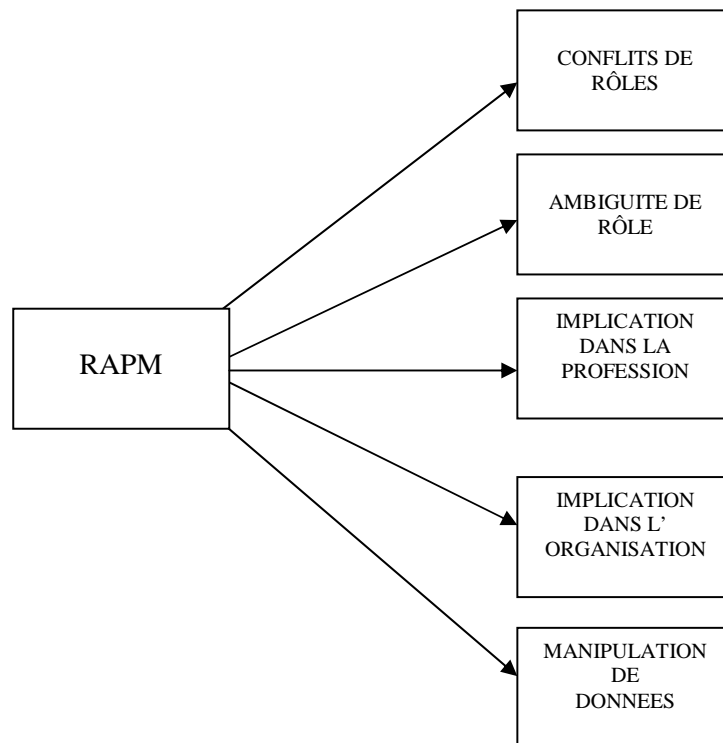 CONFLITS DE
RÔLES
AMBIGUITE DE
RÔLE
RAPM
IMPLICATION
DANS LA
PROFESSION
IMPLICATION
DANS L’
ORGANISATION
MANIPULATION
DE
DONNEES